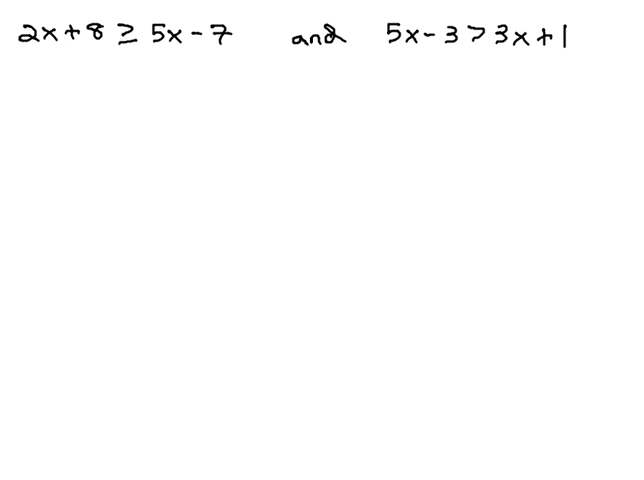 2x + 8 ≥ 5x - 7 and 5x - 3 > 3x + 1